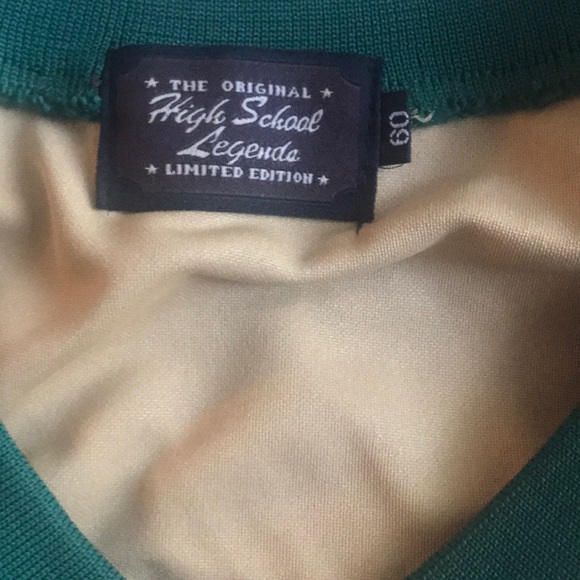 ★ THE ORIGINAL ★
High School
Legends
★ LIMITED EDITION ★
60